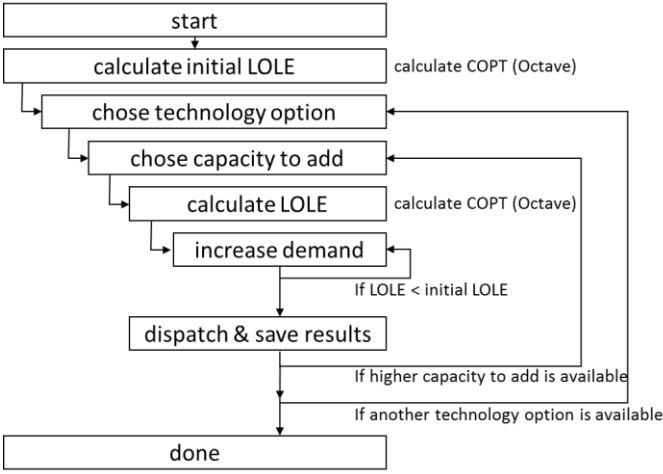 start
calculate initial LOLE
calculate COPT (Octave)
chose technology option
chose capacity to add
calculate LOLE
calculate COPT (Octave)
increase demand
If LOLE < initial LOLE
dispatch & save results
If higher capacity to add is available
If another technology option is available
done